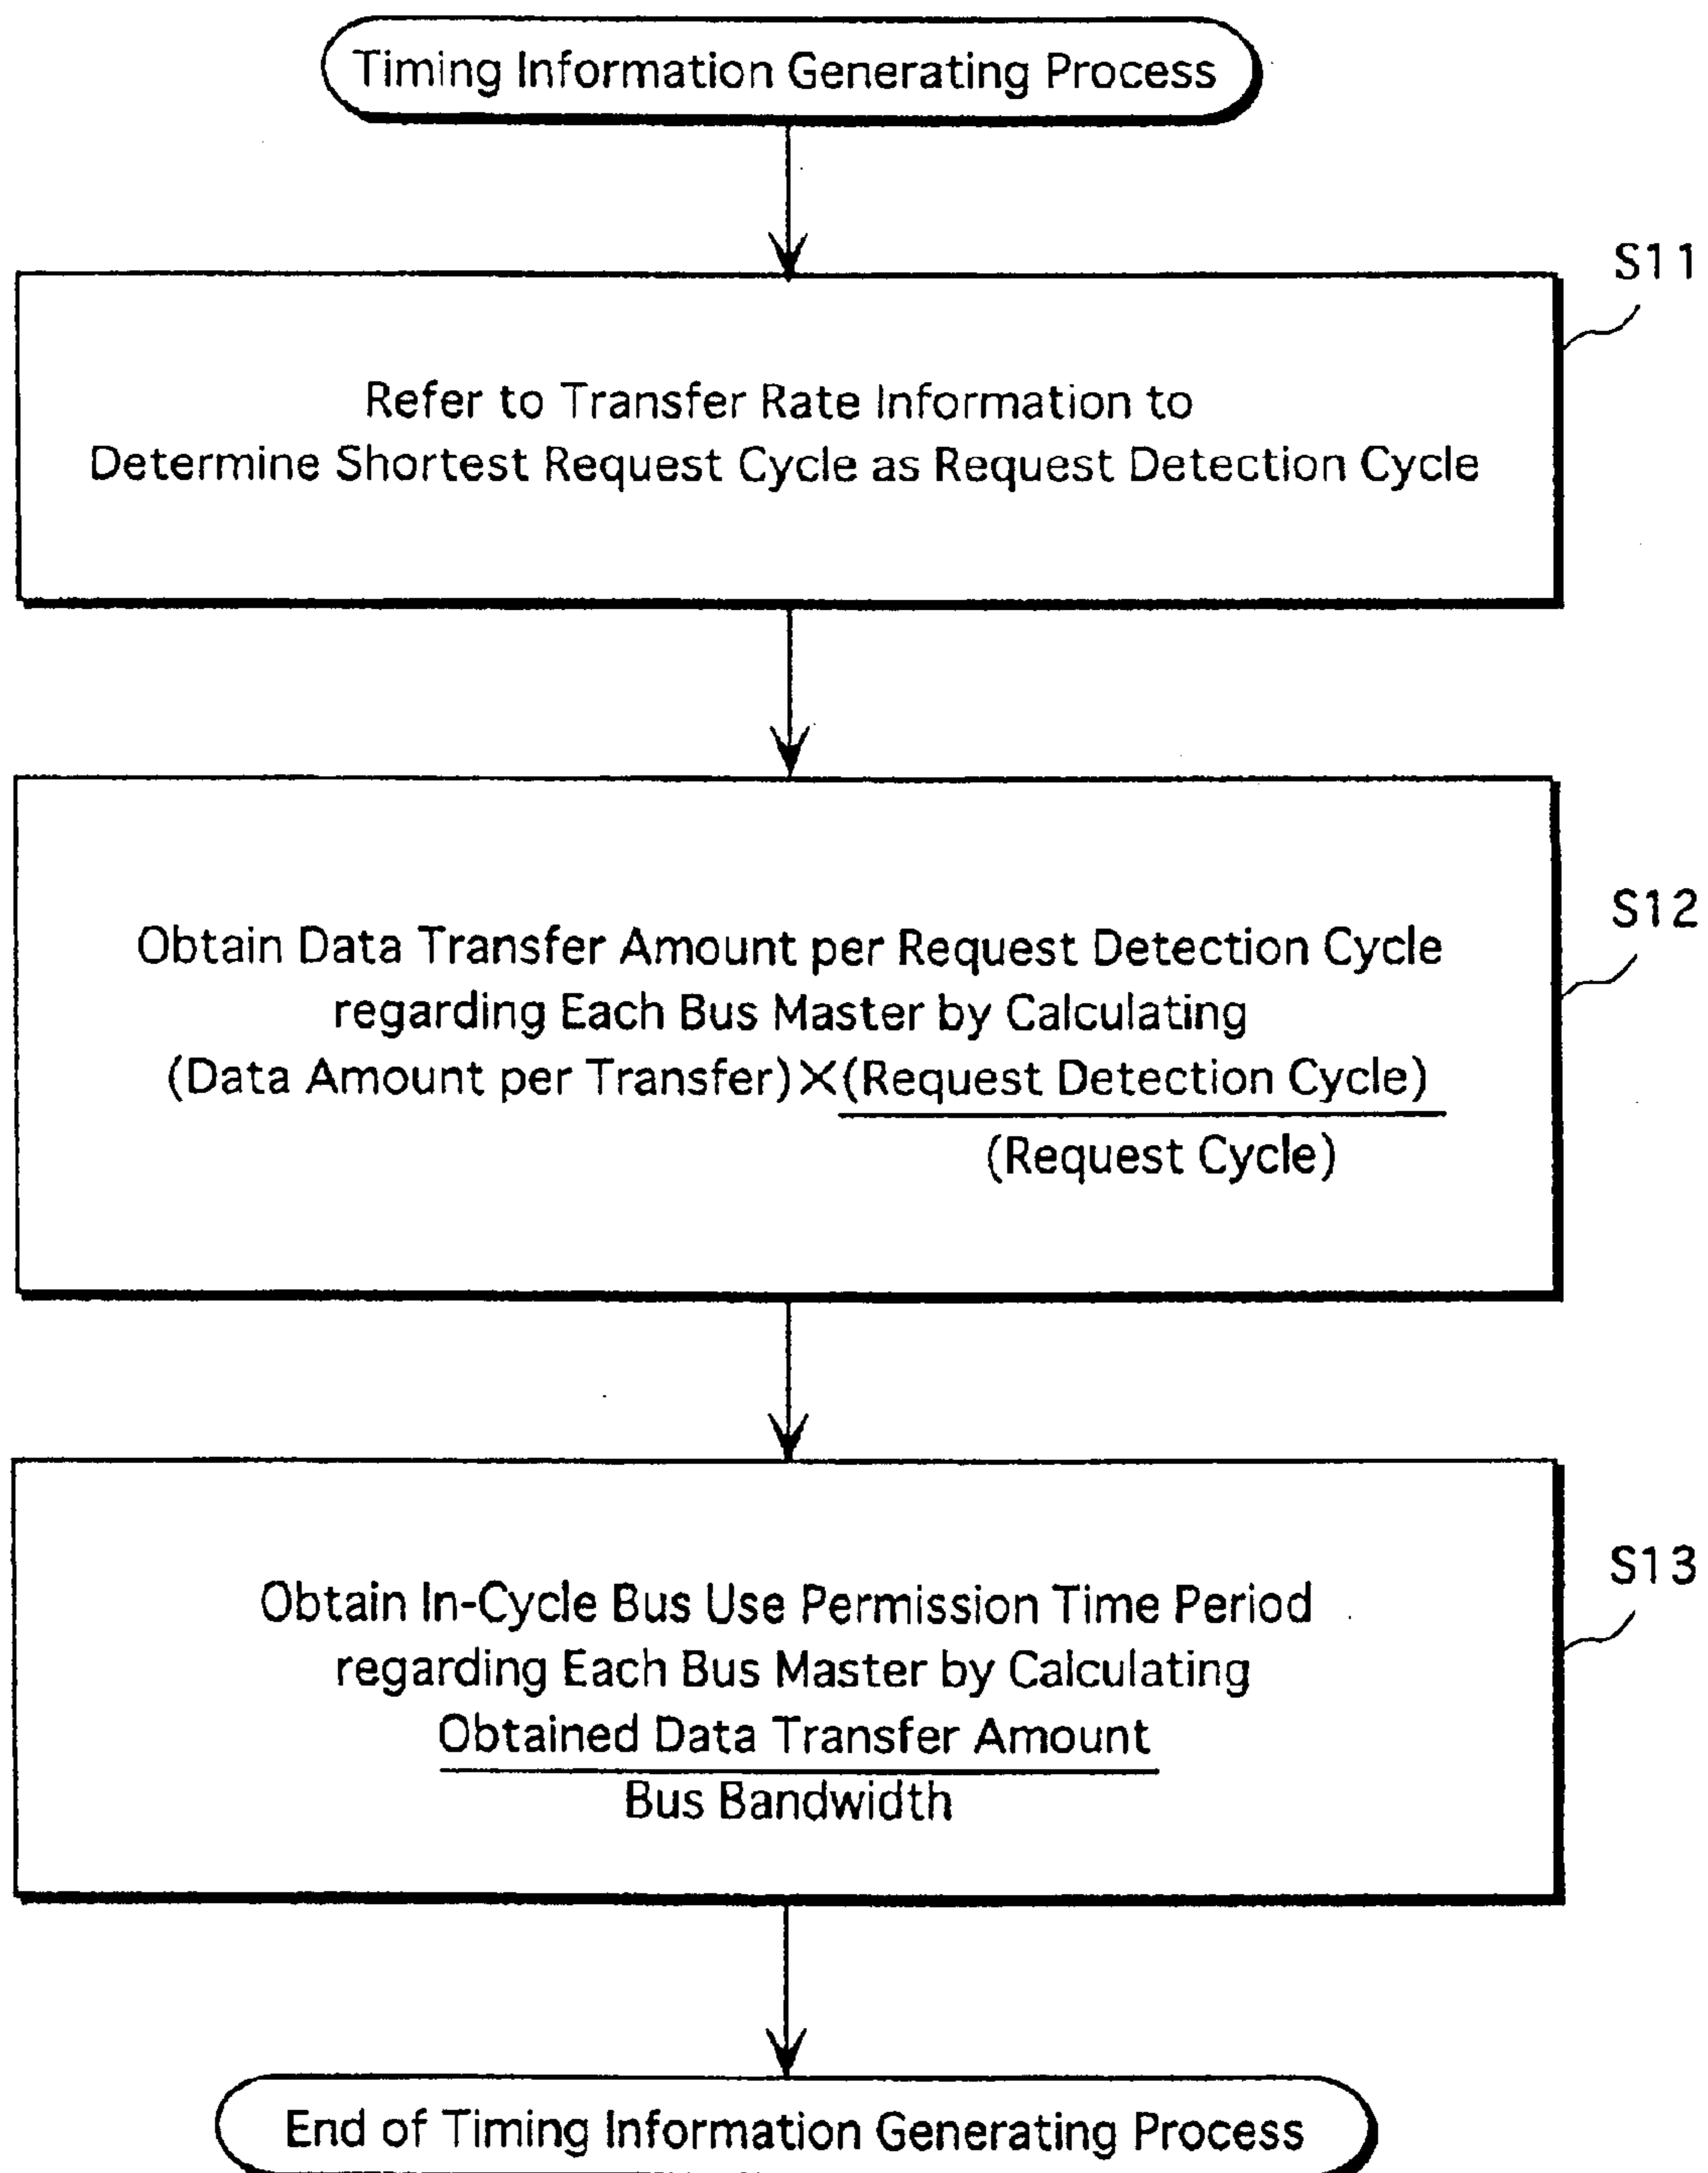 Timing Information Generating Process
S11
Refer to Transfer Rate Information to
Determine Shortest Request Cycle as Request Detection Cycle
S12
Obtain Data Transfer Amount per Request Detection Cycle
regarding Each Bus Master by Calculating
(Data Amount per Transfer)×(Request Detection Cycle)
(Request Cycle)
S13
Obtain In-Cycle Bus Use Permission Time Period
regarding Each Bus Master by Calculating
Obtained Data Transfer Amount
Bus Bandwidth
End of Timing Information Generating Process